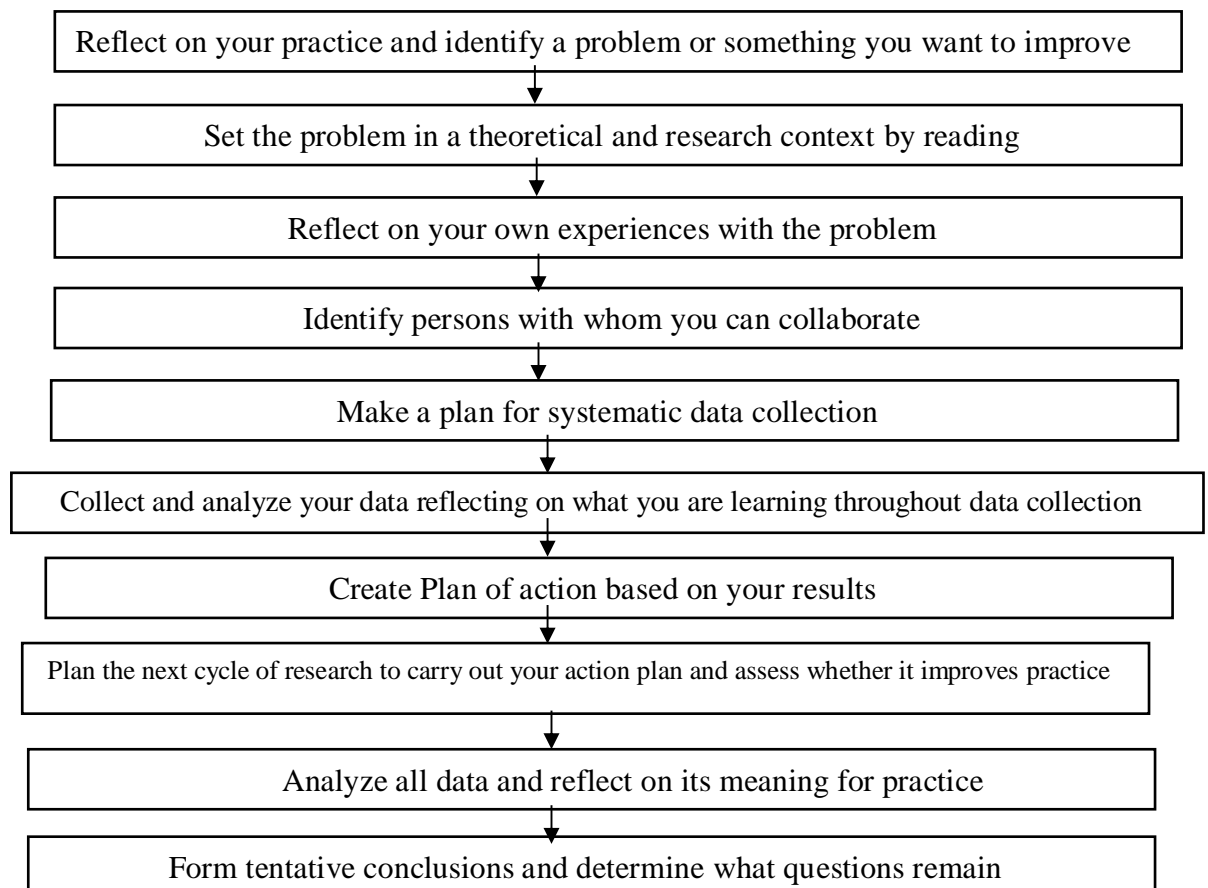 Reflect on your practice and identify a problem or something you want to improve
Set the problem in a theoretical and research context by reading
Reflect on your own experiences with the problem
Identify persons with whom you can collaborate
Make a plan for systematic data collection
Collect and analyze your data reflecting on what you are learning throughout data collection
Create Plan of action based on your results
Plan the next cycle of research to carry out your action plan and assess whether it improves practice
Analyze all data and reflect on its meaning for practice
Form tentative conclusions and determine what questions remain